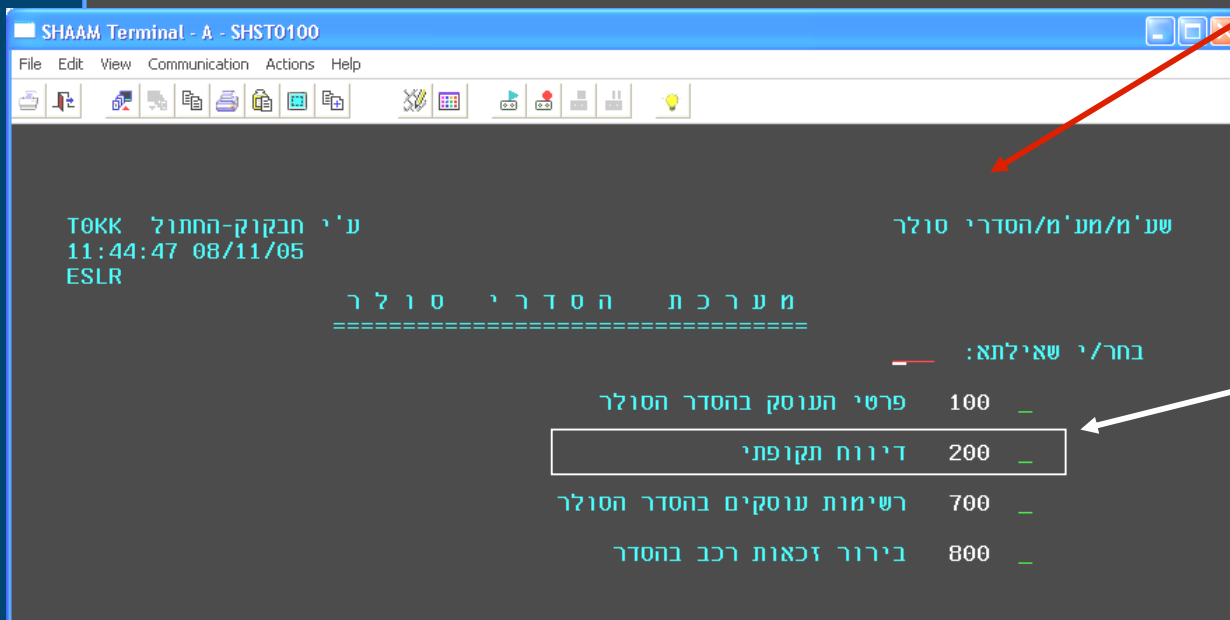 SHAAM Terminal - A - SHST0100
File Edit View Communication Actions Help
שע'מ/מע'מ/הסדרי סולר
ע'י חבקוק-החתול T0KK
11:44:47 08/11/05
ESLR
מ ע ר כ ת ה ס ד ר י ס ו ל ר
==================================
בחר/י שאילתא: ___
_ 100 פרטי העוסק בהסדר הסולר
_ 200 דיווח תקופתי
_ 700 רשימות עוסקים בהסדר הסולר
_ 800 בירור זכאות רכב בהסדר